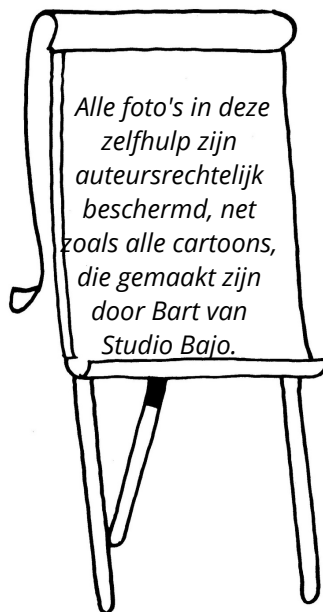 Alle foto's in deze
zelfhulp zijn
auteursrechtelijk
beschermd, net
zoals alle cartoons,
die gemaakt zijn
door Bart van
Studio Bajo.